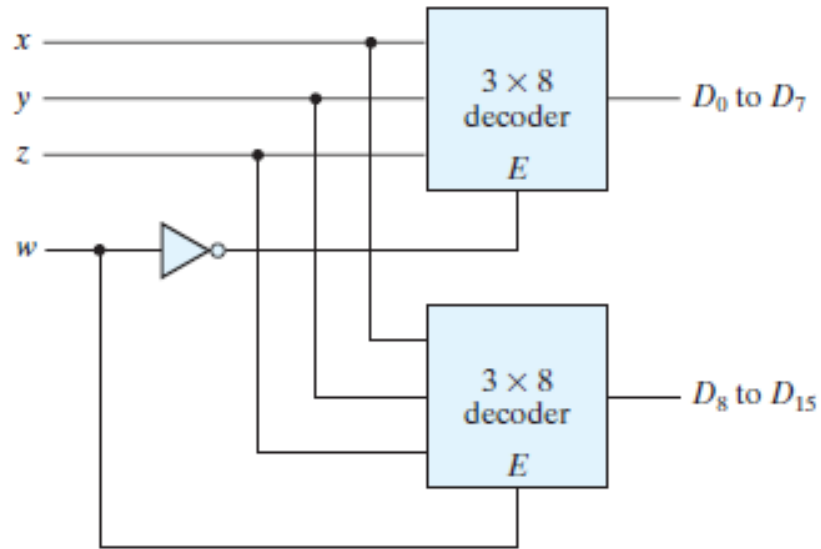 x
y
z
w
3 × 8
decoder
E
D₀ to D₇
3 × 8
decoder
E
D₈ to D₁₅